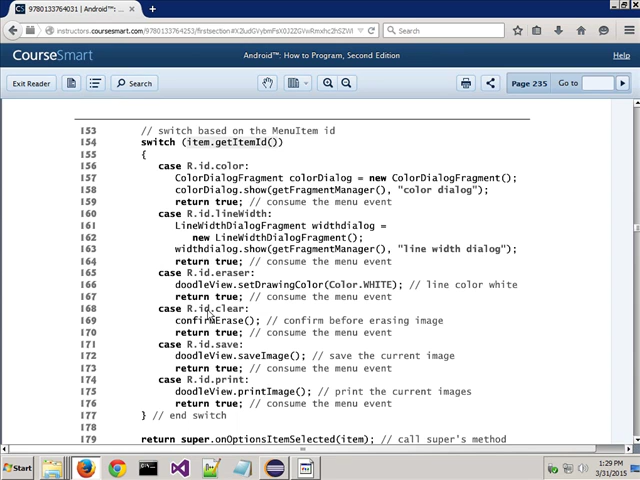 9780133764031 | Android™: ...
instructors.coursesmart.com/9780133764253/firstsection#
Search
CourseSmart
Android™: How to Program, Second Edition
Exit Reader
Search
Page 235
Go to
153 // switch based on the MenuItem id
154 switch (item.getItemId())
155 {
156 case R.id.color:
157 ColorDialogFragment colorDialog = new ColorDialogFragment();
158 colorDialog.show(getFragmentManager(), "color dialog");
159 return true; // consume the menu event
160 case R.id.lineWidth:
161 LineWidthDialogFragment widthdialog =
162 new LineWidthDialogFragment();
163 widthdialog.show(getFragmentManager(), "line width dialog");
164 return true; // consume the menu event
165 case R.id.eraser:
166 doodleView.setDrawingColor(Color.WHITE); // line color white
167 return true; // consume the menu event
168 case R.id.clear:
169 confirmErase(); // confirm before erasing image
170 return true; // consume the menu event
171 case R.id.save:
172 doodleView.saveImage(); // save the current image
173 return true; // consume the menu event
174 case R.id.print:
175 doodleView.printImage(); // print the current images
176 return true; // consume the menu event
177 } // end switch
178
179 return super.onOptionsItemSelected(item); // call super's method
Start
1:29 PM
3/31/2015